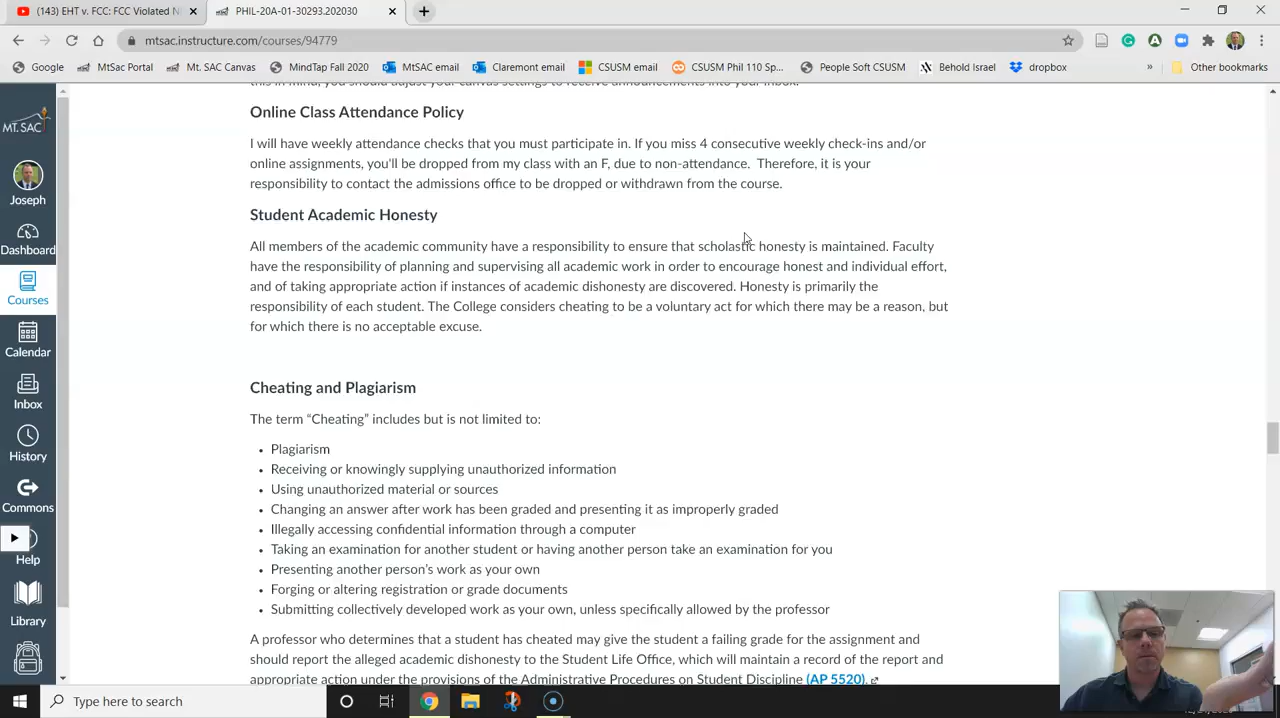 (143) EHT v. FCC: FCC Violated N
PHIL-20A-01-30293.202030
mtsac.instructure.com/courses/94779
Google
MtSac Portal
Mt. SAC Canvas
MindTap Fall 2020
MtSAC email
Claremont email
CSUSM email
CSUSM Phil 110 Sp...
People Soft CSUSM
Behold Israel
dropbox
»
Other bookmarks
MT. SAC
Joseph
Dashboard
Courses
Calendar
Inbox
History
Commons
Help
Library
this in mind, you should adjust your canvas settings to receive announcements into your inbox.
Online Class Attendance Policy
I will have weekly attendance checks that you must participate in. If you miss 4 consecutive weekly check-ins and/or
online assignments, you'll be dropped from my class with an F, due to non-attendance.  Therefore, it is your
responsibility to contact the admissions office to be dropped or withdrawn from the course.
Student Academic Honesty
All members of the academic community have a responsibility to ensure that scholastic honesty is maintained. Faculty
have the responsibility of planning and supervising all academic work in order to encourage honest and individual effort,
and of taking appropriate action if instances of academic dishonesty are discovered. Honesty is primarily the
responsibility of each student. The College considers cheating to be a voluntary act for which there may be a reason, but
for which there is no acceptable excuse.
Cheating and Plagiarism
The term “Cheating” includes but is not limited to:
• Plagiarism
• Receiving or knowingly supplying unauthorized information
• Using unauthorized material or sources
• Changing an answer after work has been graded and presenting it as improperly graded
• Illegally accessing confidential information through a computer
• Taking an examination for another student or having another person take an examination for you
• Presenting another person’s work as your own
• Forging or altering registration or grade documents
• Submitting collectively developed work as your own, unless specifically allowed by the professor
A professor who determines that a student has cheated may give the student a failing grade for the assignment and
should report the alleged academic dishonesty to the Student Life Office, which will maintain a record of the report and
appropriate action under the provisions of the Administrative Procedures on Student Discipline (AP 5520).
Type here to search